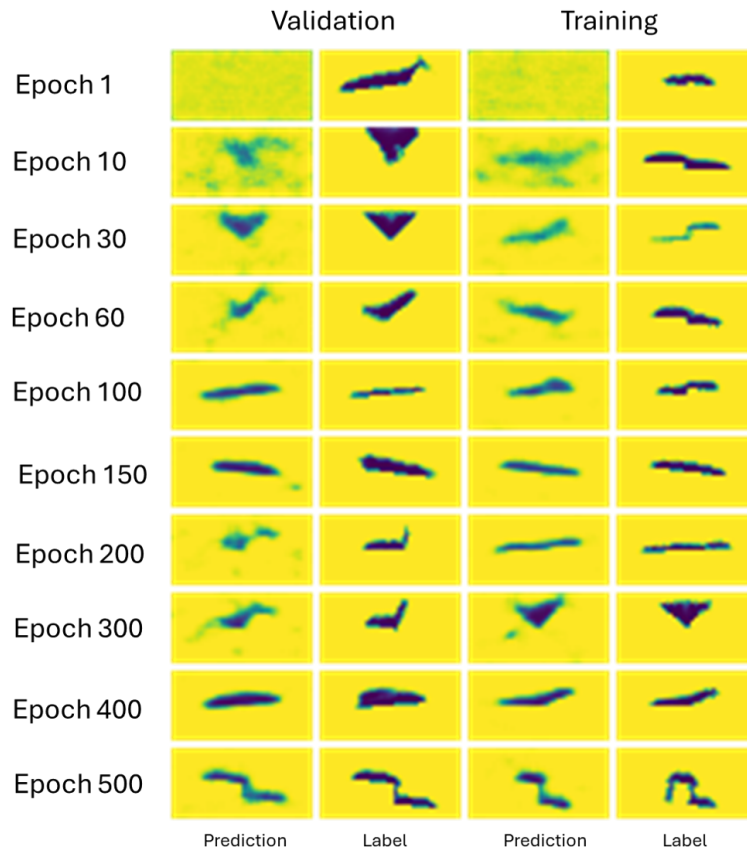 Validation Training
Epoch 1
Epoch 10
Epoch 30
Epoch 60
Epoch 100
Epoch 150
Epoch 200
Epoch 300
Epoch 400
Epoch 500
Prediction Label Prediction Label